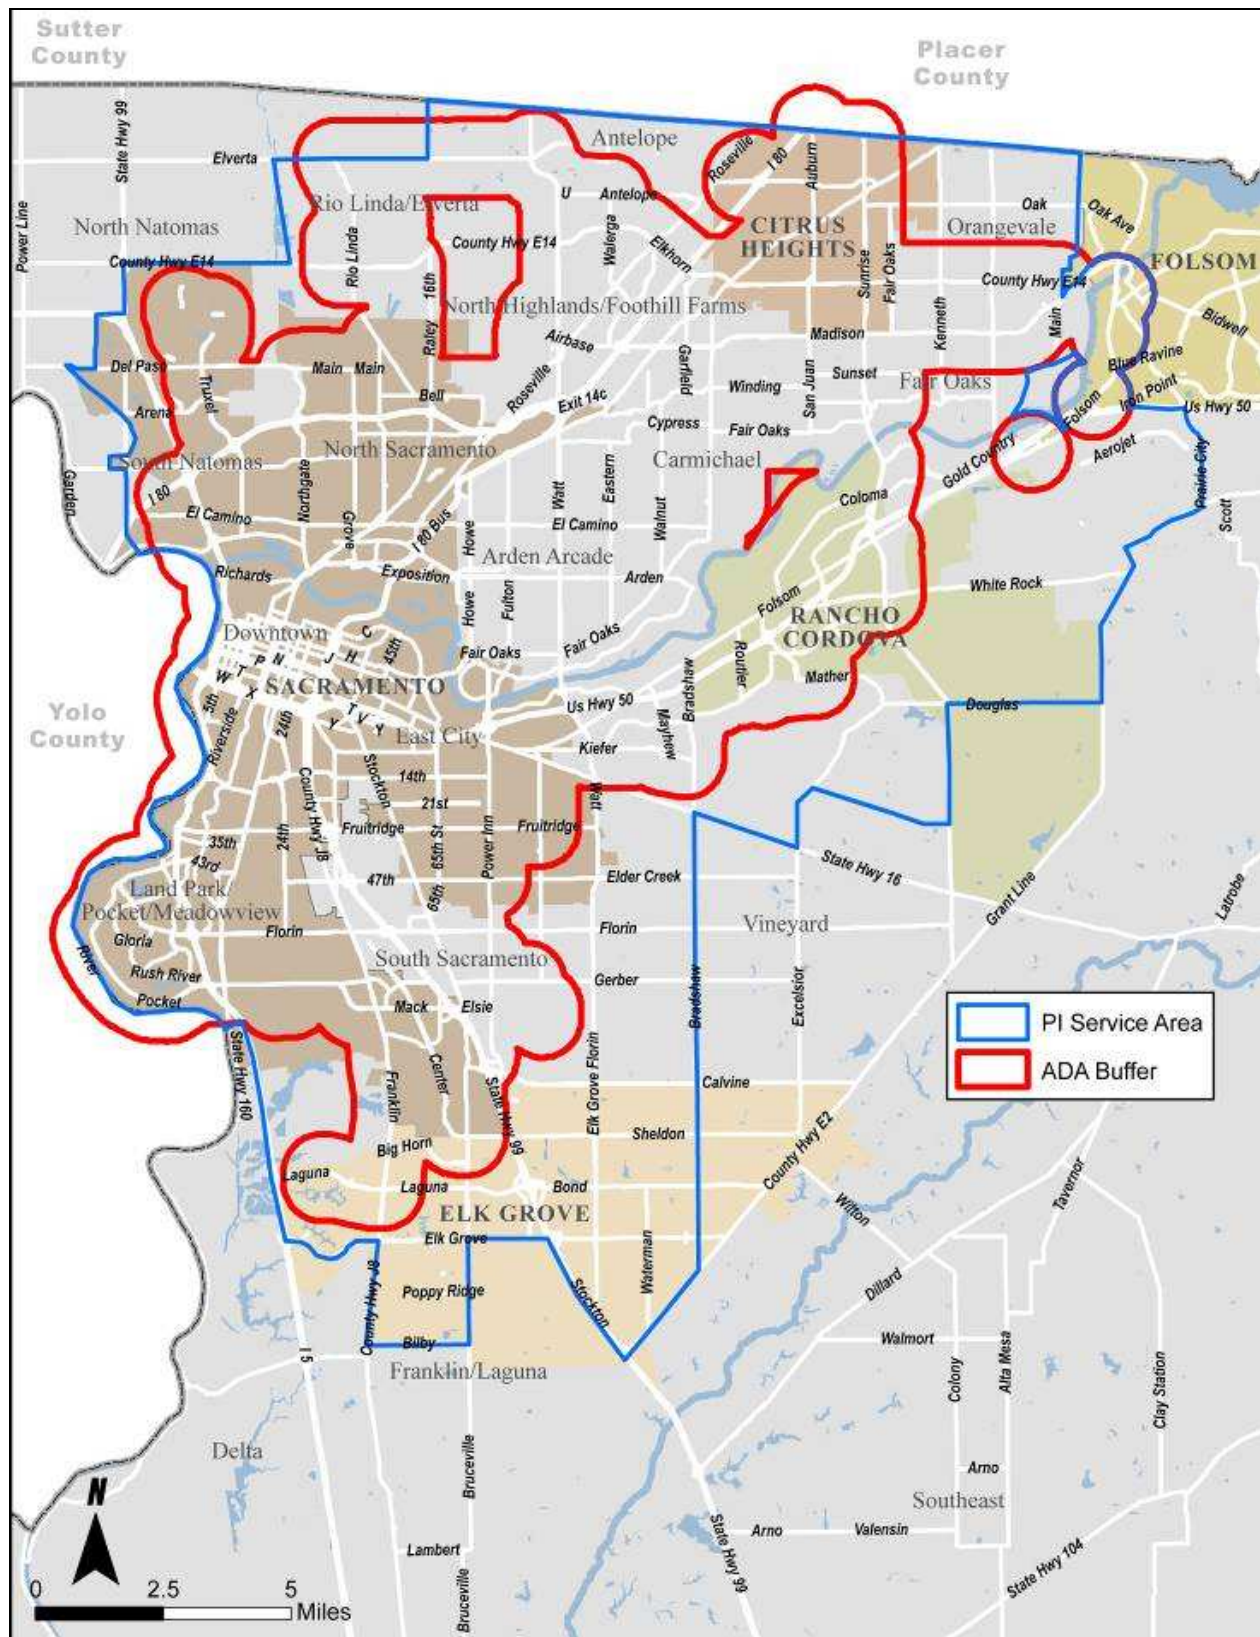 Sutter
County
Placer
County
State Hwy 99
Antelope
Roseville
I 80
Auburn
Elverta
Power Line
Rio Linda/Elverta
U
Antelope
Oak
Oak Ave
North Natomas
CITRUS
HEIGHTS
Orangevale
Rio Linda
County Hwy E14
Walerga
Elkhorn
Sunrise
Fair Oaks
County Hwy E14
FOLSOM
16th
County Hwy E14
North Highlands/Foothill Farms
Kenneth
Main
Bidwell
Raley
Airbase
Madison
Blue Ravine
Del Paso
Truxel
Main
Main
Garfield
Sunset
Fair Oaks
Bell
Roseville
Exit 14c
Winding
San Juan
Folsom
Iron Point
Us Hwy 50
Arena
Cypress
Fair Oaks
North Sacramento
South Natomas
Carmichael
Gold Country
Aerojet
Prairie City
Garden
I 80
Northgate
Eastern
Watt
Walnut
Coloma
Scott
El Camino
Grove
I 80 Bus
Howe
El Camino
Arden Arcade
Richards
Exposition
Arden
White Rock
Howe
Fulton
Folsom
RANCHO
CORDOVA
Downtown
C
45th
Fair Oaks
Fair Oaks
P
N
J
H
W
T
X
SACRAMENTO
Routier
Mather
5th
Riverside
24th
Y
T
V
Y
Us Hwy 50
Bradshaw
Douglas
Yolo
County
East City
Mayhew
Kiefer
Stockton
14th
County Hwy J8
21st
Watt
35th
24th
Fruitridge
65th St
Power Inn
Fruitridge
43rd
State Hwy 16
47th
65th
Elder Creek
Land Park/
Pocket/Meadowview
Grant Line
Latrobe
Gloria
Florin
Florin
Vineyard
River
Rush River
South Sacramento
Gerber
Pocket
Mack
Elsie
Bradshaw
Excelsior
PI Service Area
ADA Buffer
State Hwy 160
Franklin
Center
State Hwy 99
Elk Grove Florin
Calvine
Big Horn
Sheldon
County Hwy E2
Laguna
Laguna
Bond
Wilton
Tavernor
ELK GROVE
Elk Grove
Waterman
County Hwy J8
Poppy Ridge
Stockton
Dillard
I 5
Bilby
Walmort
Franklin/Laguna
Colony
Alta Mesa
Clay Station
Delta
Bruceville
Arno
Southeast
N
Arno
Valensin
State Hwy 99
Lambert
State Hwy 104
Bruceville
0
2.5
5
Miles